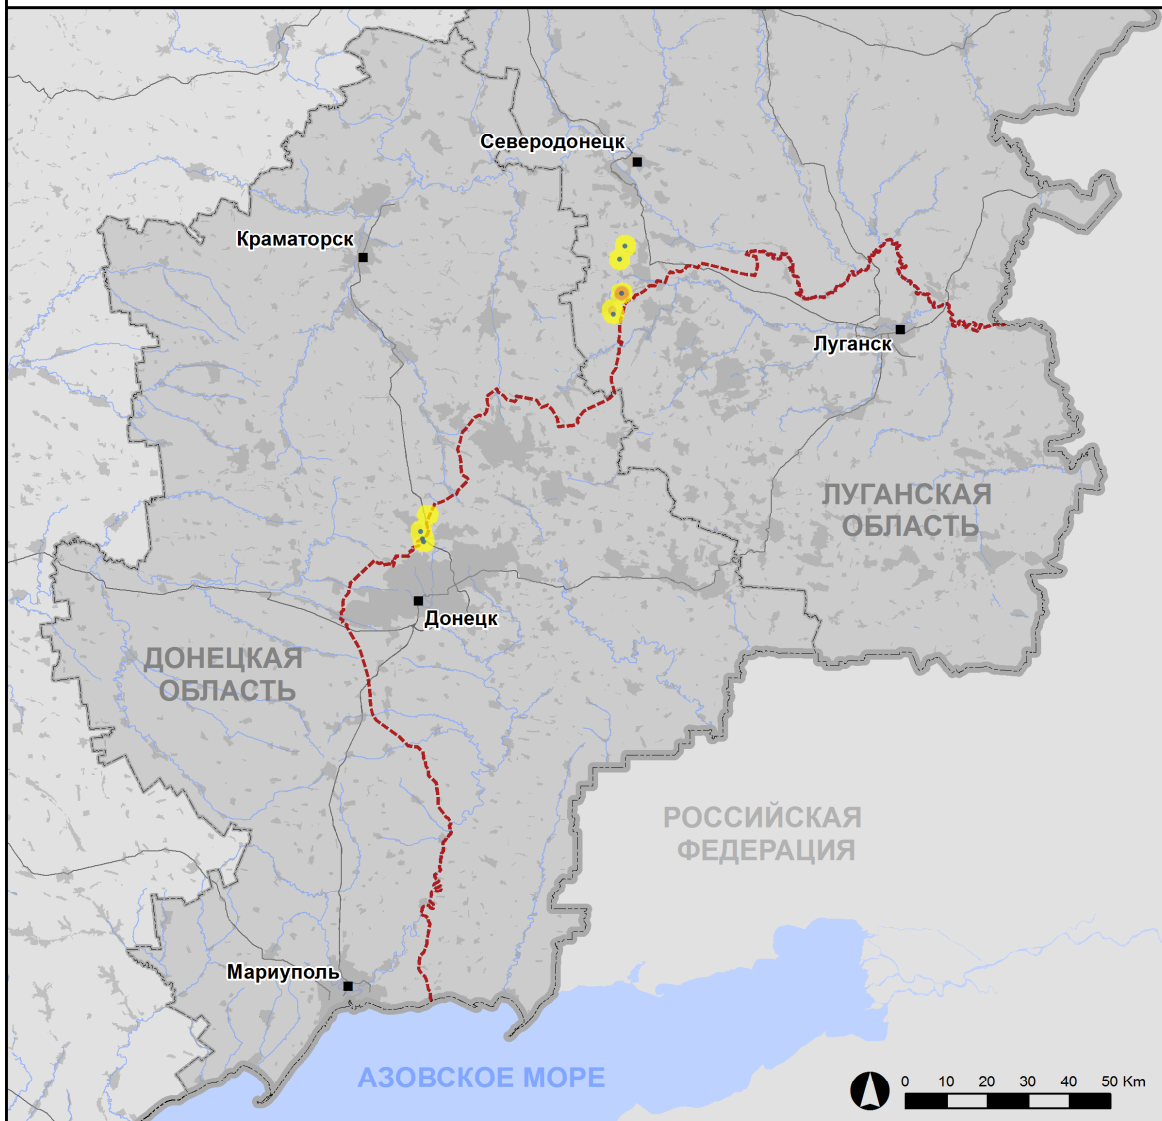 Северодонецк
Краматорск
Луганск
ЛУГАНСКАЯ
ОБЛАСТЬ
Донецк
ДОНЕЦКАЯ
ОБЛАСТЬ
РОССИЙСКАЯ
ФЕДЕРАЦИЯ
Мариуполь
АЗОВСКОЕ МОРЕ
0 10 20 30 40 50 Km